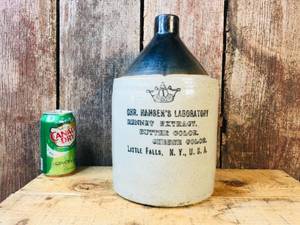 CANADA
DRY
CHR. HANSEN'S LABORATORY
RENNET EXTRACT.
BUTTER COLOR.
CHEESE COLOR.
LITTLE FALLS, N.Y., U.S.A.